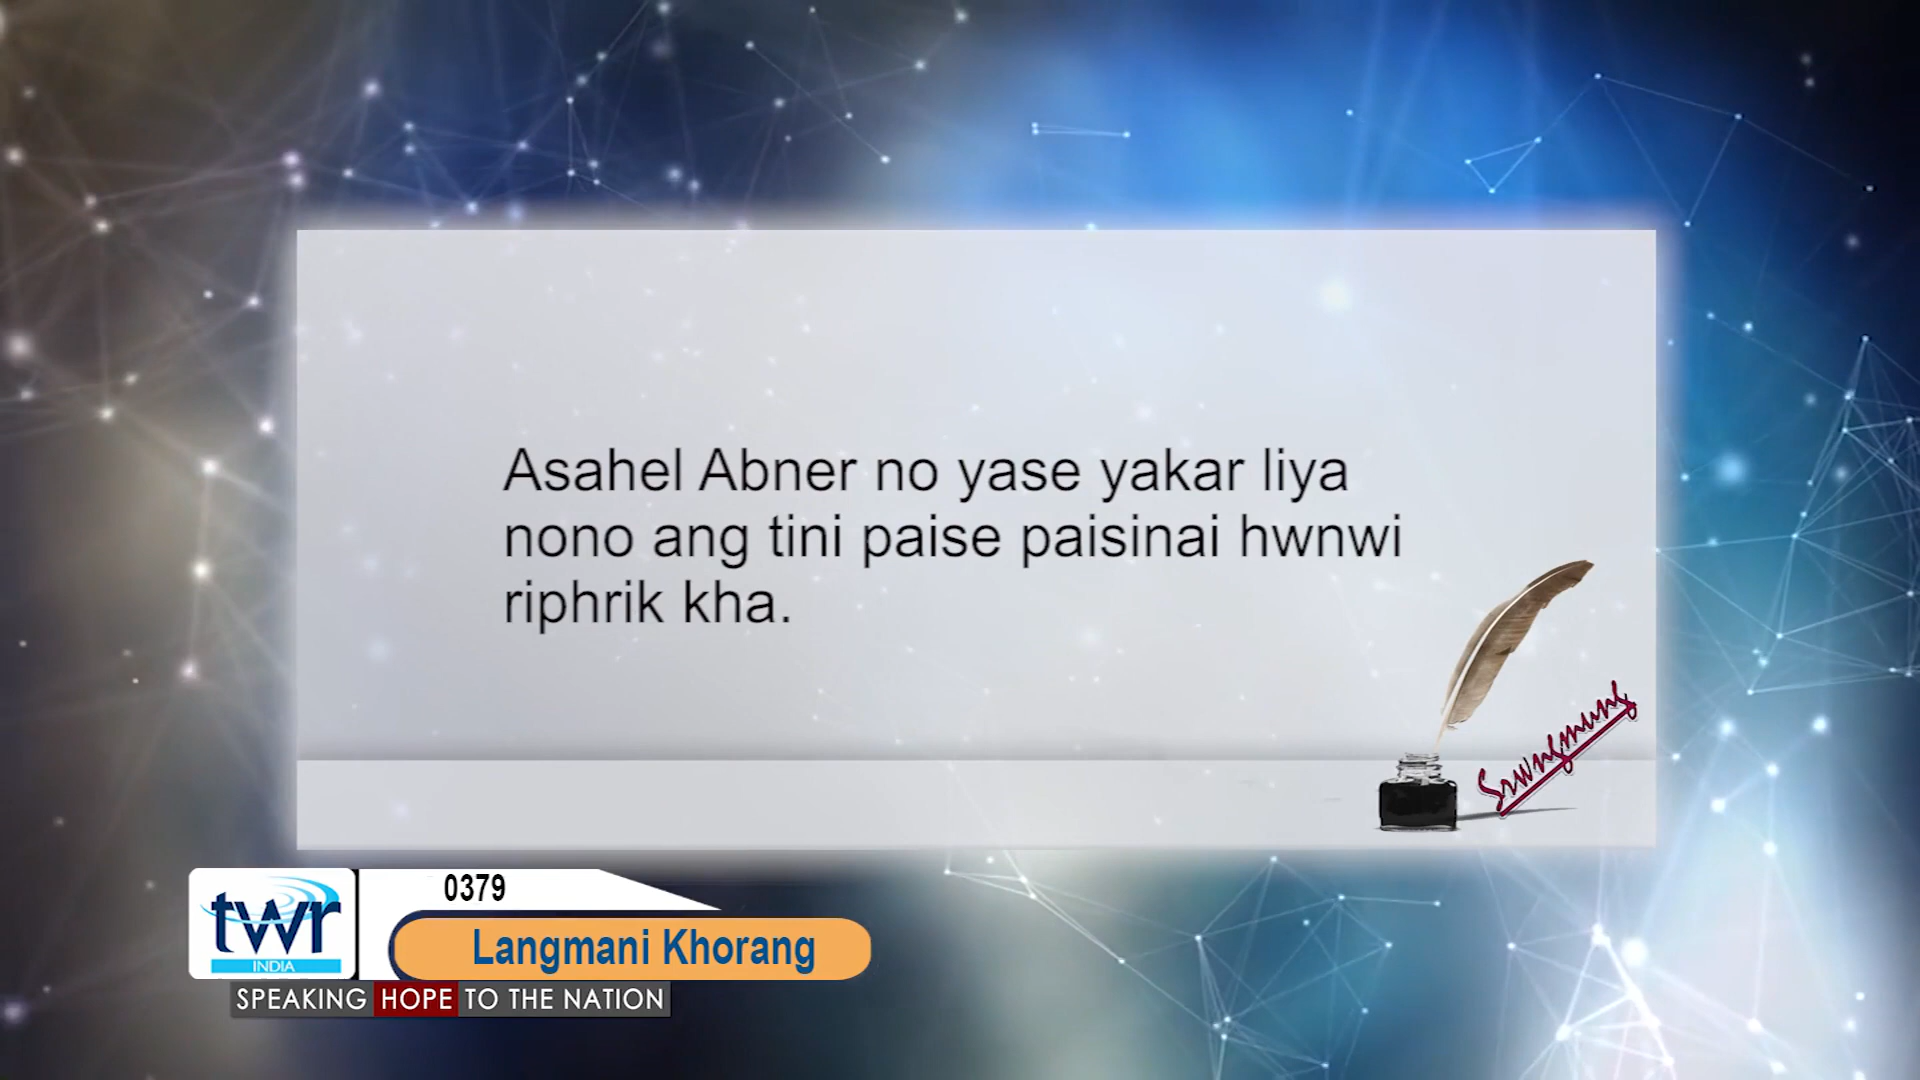 Asahel Abner no yase yakar liya
nono ang tini paise paisinai hwnwi
riphrik kha.
Srwngmung
0379
twr
INDIA
Langmani Khorang
SPEAKING HOPE TO THE NATION